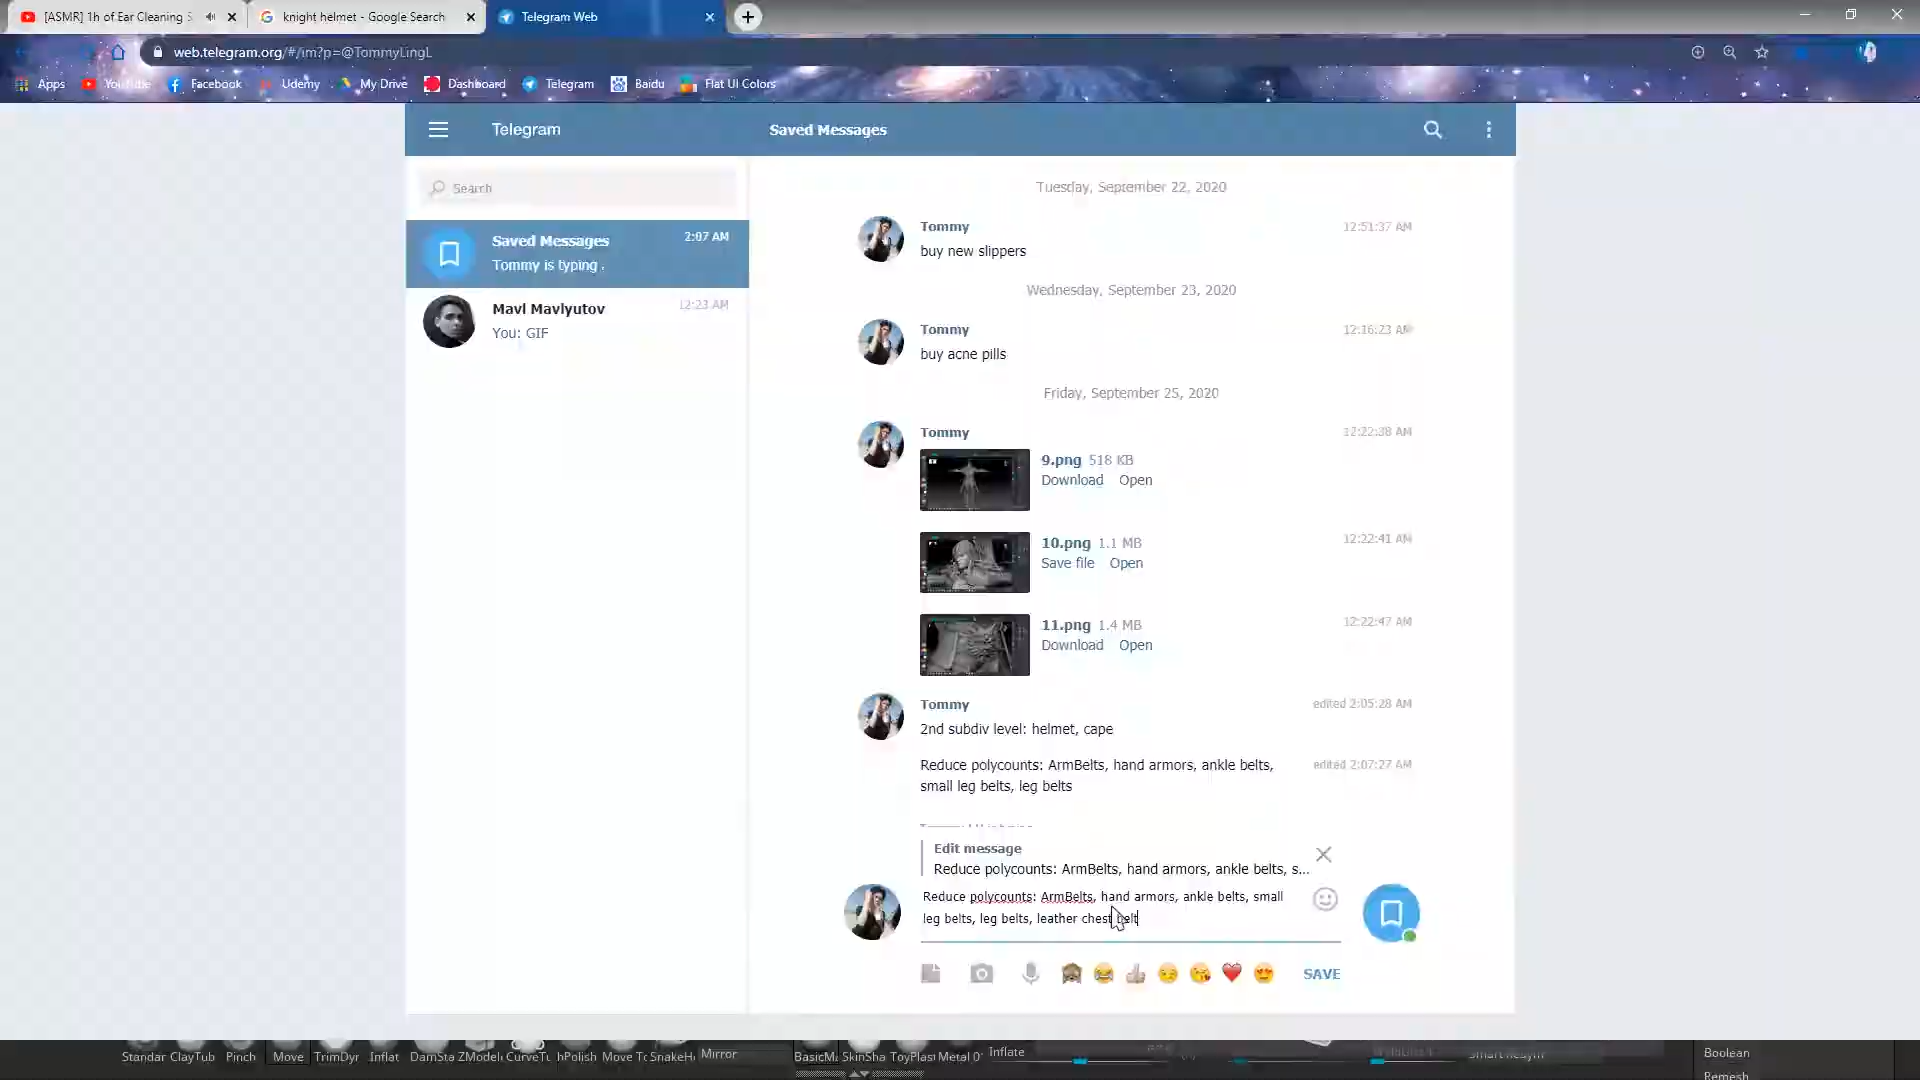 [ASMR] 1h of Ear Cleaning S
knight helmet - Google Search
Telegram Web
web.telegram.org/#/im?p=@TommyLingL
Apps
YouTube
Facebook
Udemy
My Drive
Dashboard
Telegram
Baidu
Flat UI Colors
Telegram
Saved Messages
Search
Saved Messages
2:07 AM
Tommy is typing .
Mavl Mavlyutov
12:23 AM
You: GIF
Tuesday, September 22, 2020
Tommy
12:51:37 AM
buy new slippers
Wednesday, September 23, 2020
Tommy
12:16:23 AM
buy acne pills
Friday, September 25, 2020
Tommy
12:22:38 AM
9.png 518 KB
Download Open
10.png 1.1 MB
12:22:41 AM
Save file Open
11.png 1.4 MB
12:22:47 AM
Download Open
Tommy
edited 2:05:28 AM
2nd subdiv level: helmet, cape
Reduce polycounts: ArmBelts, hand armors, ankle belts,
edited 2:07:27 AM
small leg belts, leg belts
Edit message
Reduce polycounts: ArmBelts, hand armors, ankle belts, s...
Reduce polycounts: ArmBelts, hand armors, ankle belts, small
leg belts, leg belts, leather chest belt
SAVE
Standar ClayTub Pinch Move TrimDyn Inflat DamSta ZModel CurveTu hPolish Move To SnakeH Mirror
BasicMa SkinSha ToyPlast Metal 0 Inflate
Boolean
Remesh